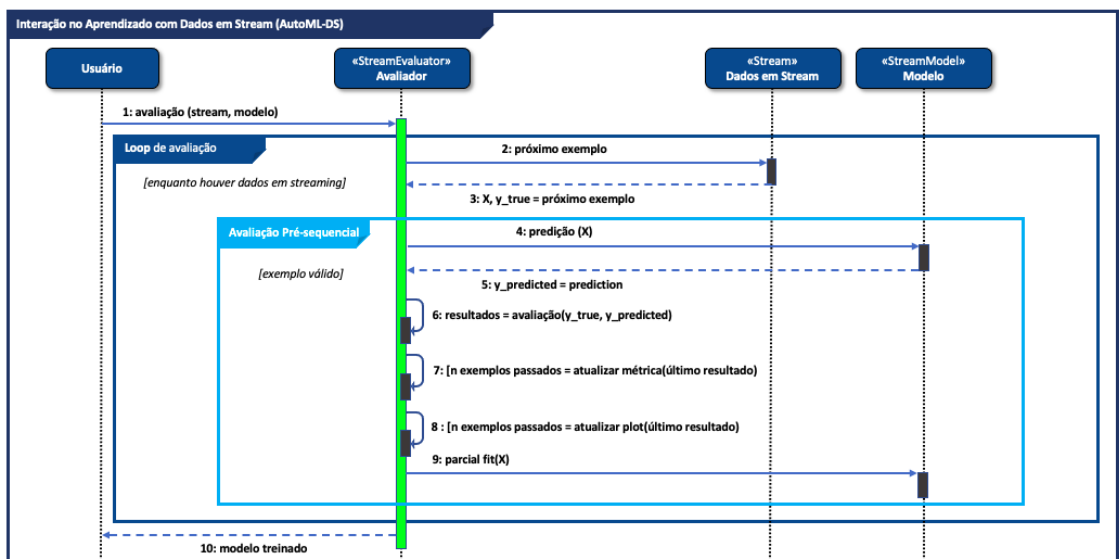 Interação no Aprendizado com Dados em Stream (AutoML-DS)
Usuário
«StreamEvaluator»
Avaliador
«Stream»
Dados em Stream
«StreamModel»
Modelo
1: avaliação (stream, modelo)
Loop de avaliação
2: próximo exemplo
[enquanto houver dados em streaming]
3: X, y_true = próximo exemplo
Avaliação Pré-sequencial
4: predição (X)
[exemplo válido]
5: y_predicted = prediction
6: resultados = avaliação(y_true, y_predicted)
7: [n exemplos passados = atualizar métrica(último resultado)
8 : [n exemplos passados = atualizar plot(último resultado)
9: parcial fit(X)
10: modelo treinado